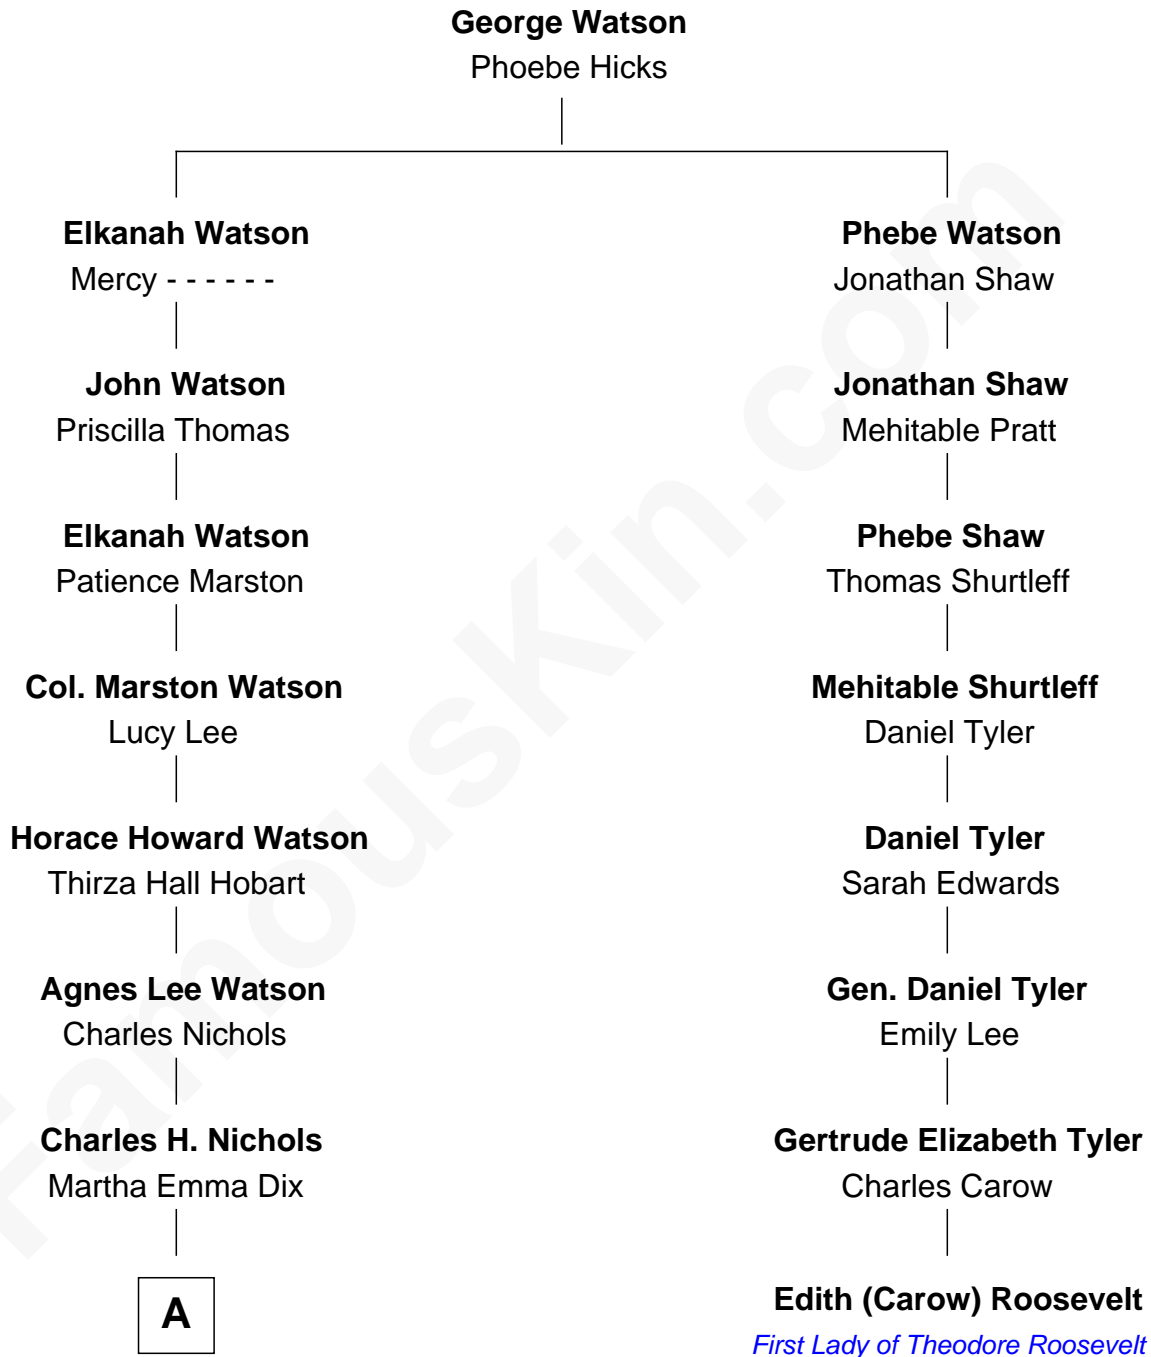 George Watson
Phoebe Hicks
Elkanah Watson
Mercy - - - - - -
Phebe Watson
Jonathan Shaw
John Watson
Priscilla Thomas
Jonathan Shaw
Mehitable Pratt
Elkanah Watson
Patience Marston
Phebe Shaw
Thomas Shurtleff
Col. Marston Watson
Lucy Lee
Mehitable Shurtleff
Daniel Tyler
Horace Howard Watson
Thirza Hall Hobart
Daniel Tyler
Sarah Edwards
Agnes Lee Watson
Charles Nichols
Gen. Daniel Tyler
Emily Lee
Charles H. Nichols
Martha Emma Dix
Gertrude Elizabeth Tyler
Charles Carow
A
Edith (Carow) Roosevelt
First Lady of Theodore Roosevelt
FamousKin.com